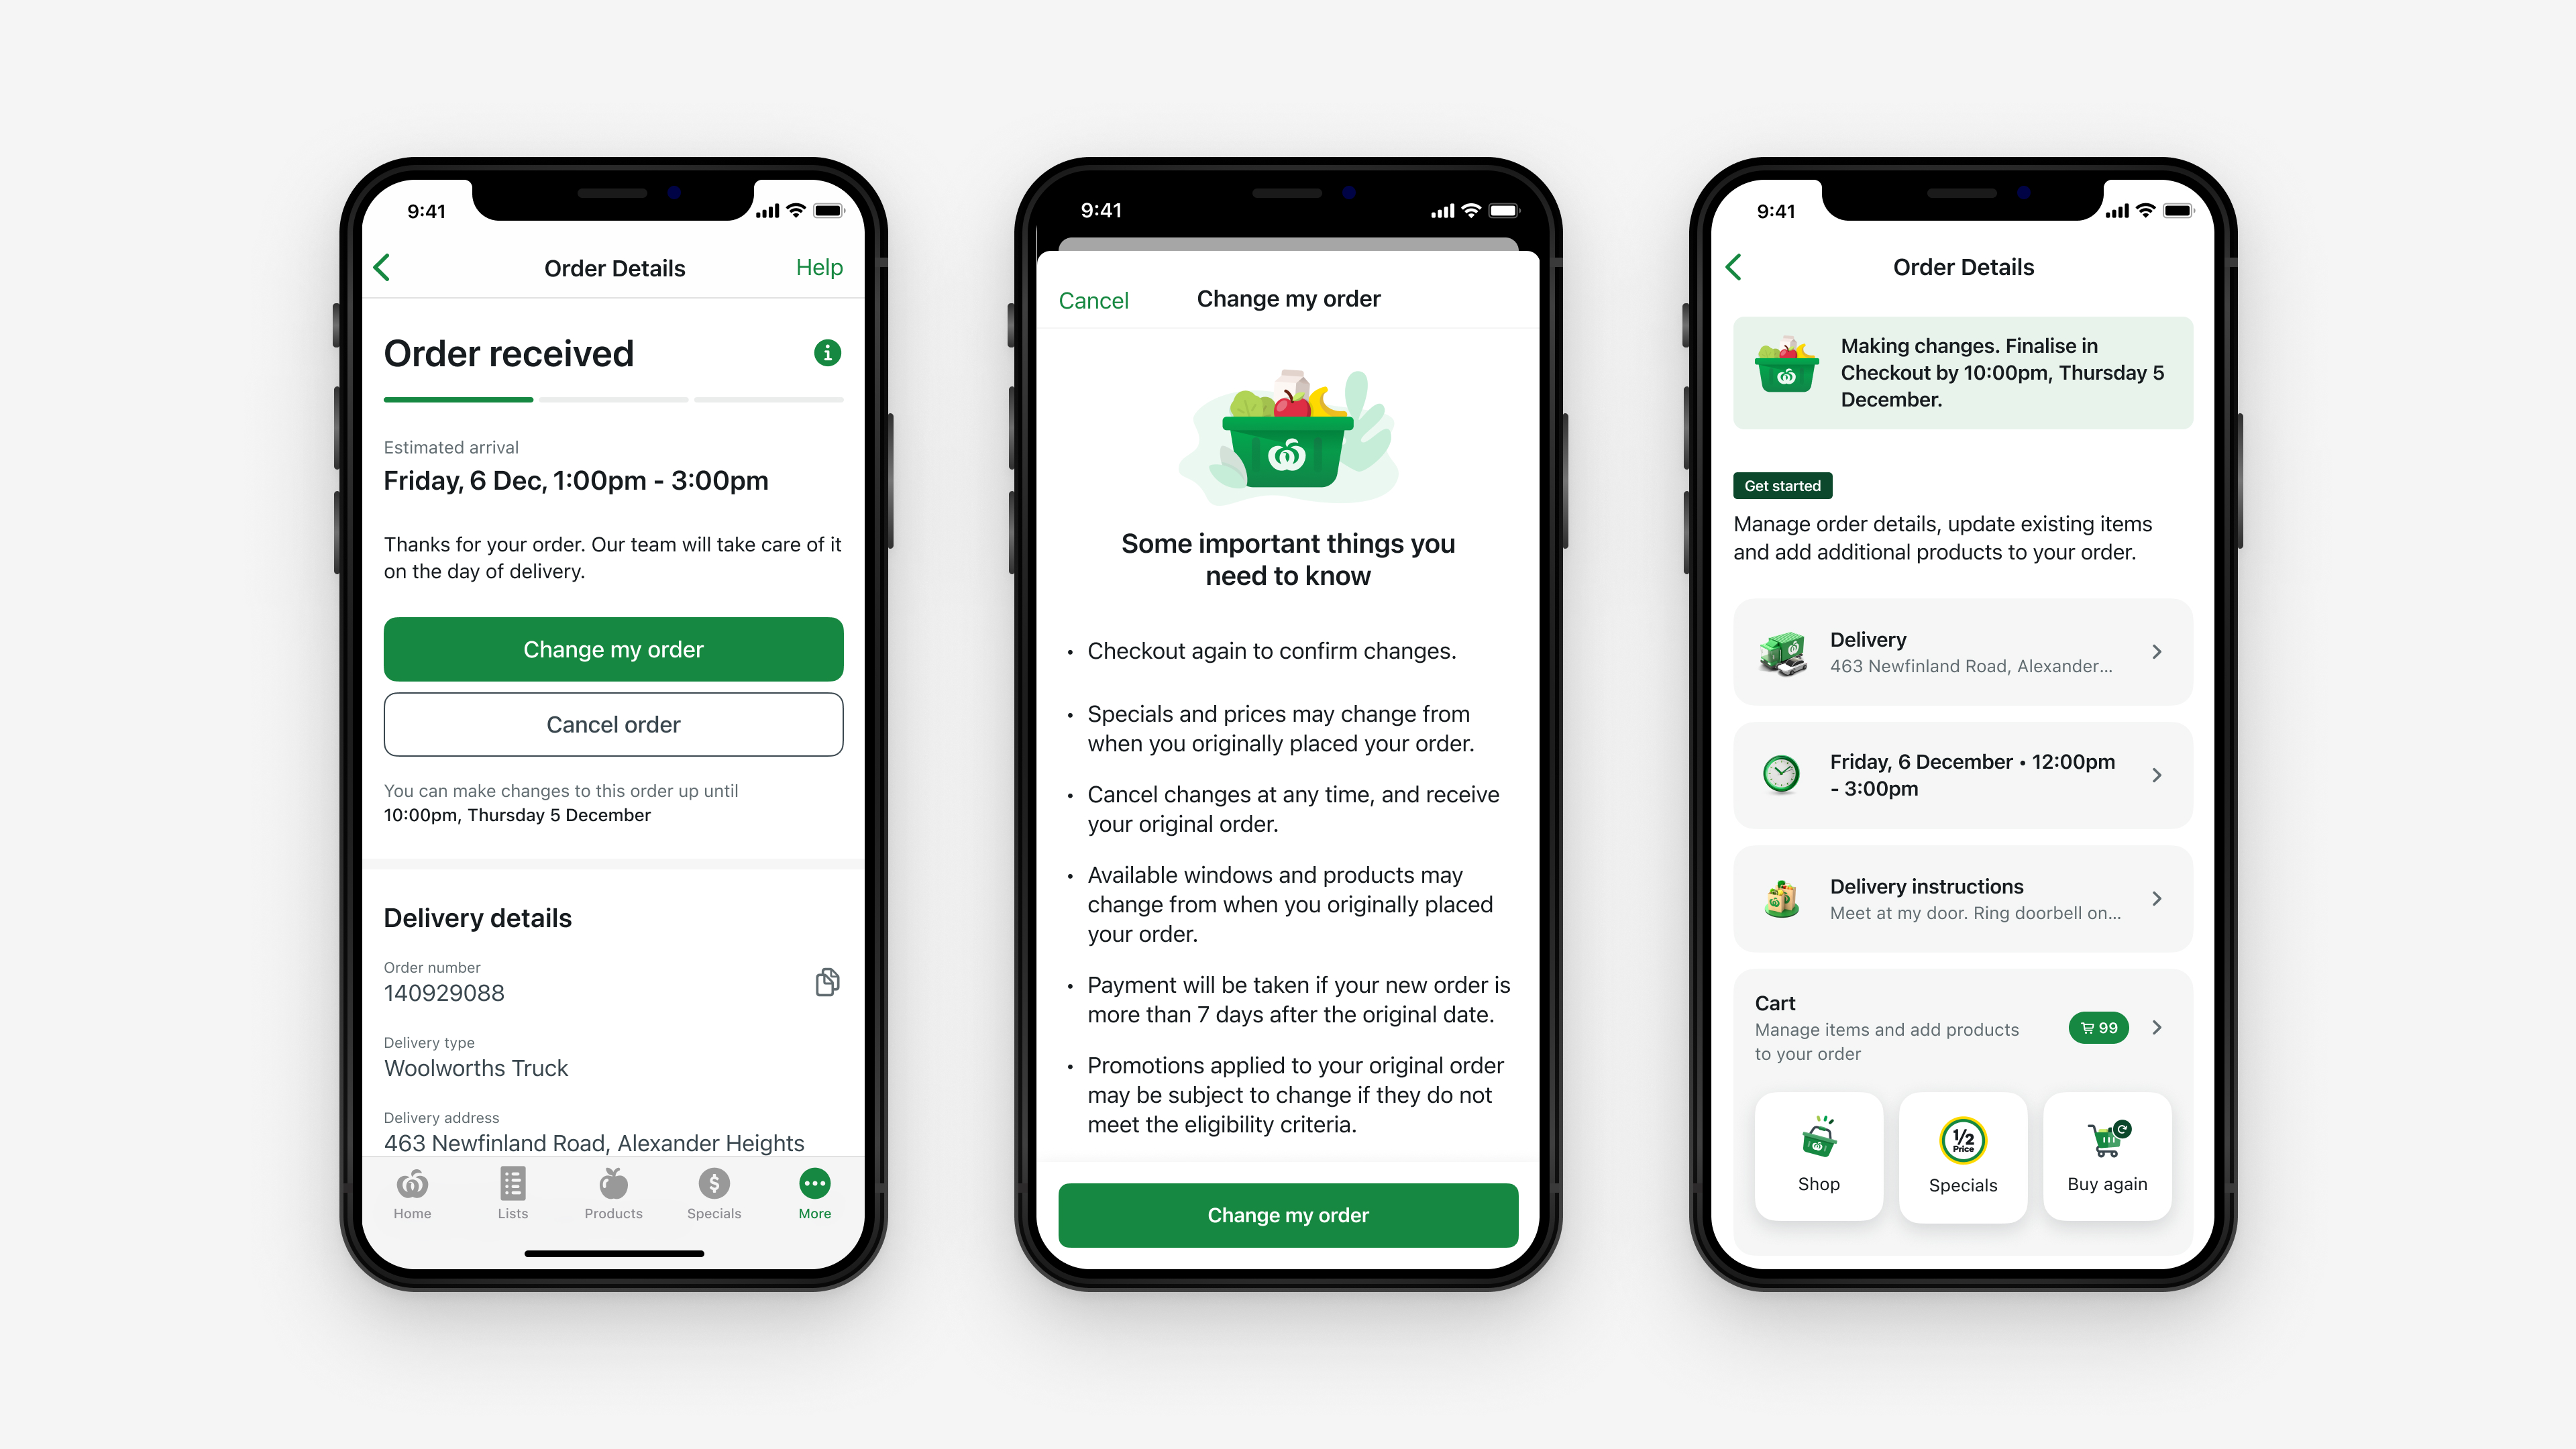 9:41
Order Details
Help
Order received
Estimated arrival
Friday, 6 Dec, 1:00pm - 3:00pm
Thanks for your order. Our team will take care of it
on the day of delivery.
Change my order
Cancel order
You can make changes to this order up until
10:00pm, Thursday 5 December
Delivery details
Order number
140929088
Delivery type
Woolworths Truck
Delivery address
463 Newfinland Road, Alexander Heights
Home
Lists
Products
$
Specials
More
9:41
Cancel
Change my order
Some important things you
need to know
• Checkout again to confirm changes.
• Specials and prices may change from
when you originally placed your order.
• Cancel changes at any time, and receive
your original order.
• Available windows and products may
change from when you originally placed
your order.
• Payment will be taken if your new order is
more than 7 days after the original date.
• Promotions applied to your original order
may be subject to change if they do not
meet the eligibility criteria.
Change my order
9:41
Order Details
Making changes. Finalise in
Checkout by 10:00pm, Thursday 5
December.
Get started
Manage order details, update existing items
and add additional products to your order.
Delivery
463 Newfinland Road, Alexander...
Friday, 6 December • 12:00pm
- 3:00pm
Delivery instructions
Meet at my door. Ring doorbell on...
Cart
Manage items and add products
to your order
99
Shop
1/2
Price
Specials
Buy again